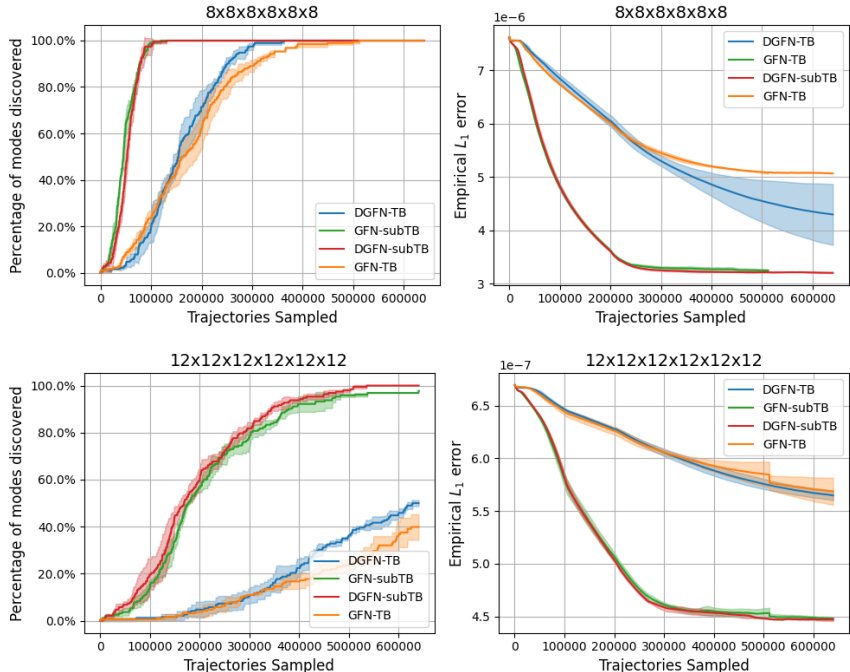 8x8x8x8x8x8
Percentage of modes discovered
100.0%
80.0%
60.0%
40.0%
20.0%
0.0%
DGFN-TB
GFN-subTB
DGFN-subTB
GFN-TB
0 100000 200000 300000 400000 500000 600000
Trajectories Sampled
8x8x8x8x8x8
1e−6
Empirical L1 error
7
6
5
4
3
DGFN-TB
GFN-TB
DGFN-subTB
GFN-TB
0 100000 200000 300000 400000 500000 600000
Trajectories Sampled
12x12x12x12x12x12
Percentage of modes discovered
100.0%
80.0%
60.0%
40.0%
20.0%
0.0%
DGFN-TB
GFN-subTB
DGFN-subTB
GFN-TB
0 100000 200000 300000 400000 500000 600000
Trajectories Sampled
12x12x12x12x12x12
1e−7
Empirical L1 error
6.5
6.0
5.5
5.0
4.5
DGFN-TB
GFN-subTB
DGFN-subTB
GFN-TB
0 100000 200000 300000 400000 500000 600000
Trajectories Sampled